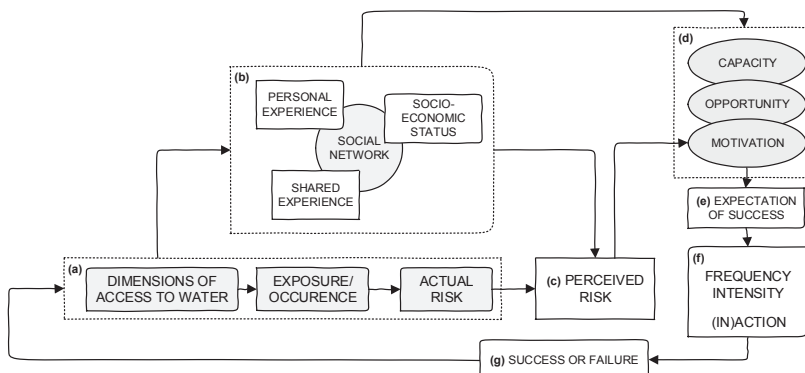 (d)
CAPACITY
OPPORTUNITY
MOTIVATION
(b)
PERSONAL
EXPERIENCE
SOCIO-
ECONOMIC
STATUS
SOCIAL
NETWORK
SHARED
EXPERIENCE
(e) EXPECTATION
OF SUCCESS
(a)
DIMENSIONS OF
ACCESS TO WATER
EXPOSURE/
OCCURENCE
ACTUAL
RISK
(c) PERCEIVED
RISK
(f)
FREQUENCY
INTENSITY
(IN)ACTION
(g) SUCCESS OR FAILURE